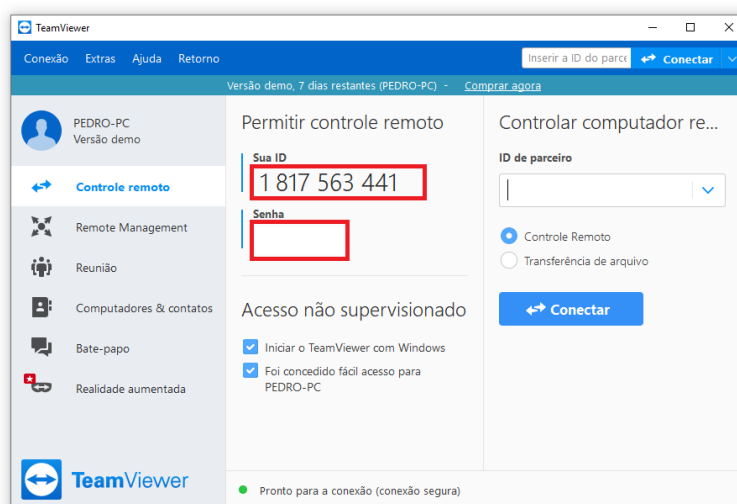 TeamViewer
Conexão Extras Ajuda Retorno
Inserir a ID do parce
Conectar
Versão demo, 7 dias restantes (PEDRO-PC) - Comprar agora
PEDRO-PC
Versão demo
Controle remoto
Remote Management
Reunião
Computadores & contatos
Bate-papo
Realidade aumentada
TeamViewer
Permitir controle remoto
Sua ID
1 817 563 441
Senha
Acesso não supervisionado
Iniciar o TeamViewer com Windows
Foi concedido fácil acesso para
PEDRO-PC
Controlar computador re...
ID de parceiro
Controle Remoto
Transferência de arquivo
Conectar
Pronto para a conexão (conexão segura)